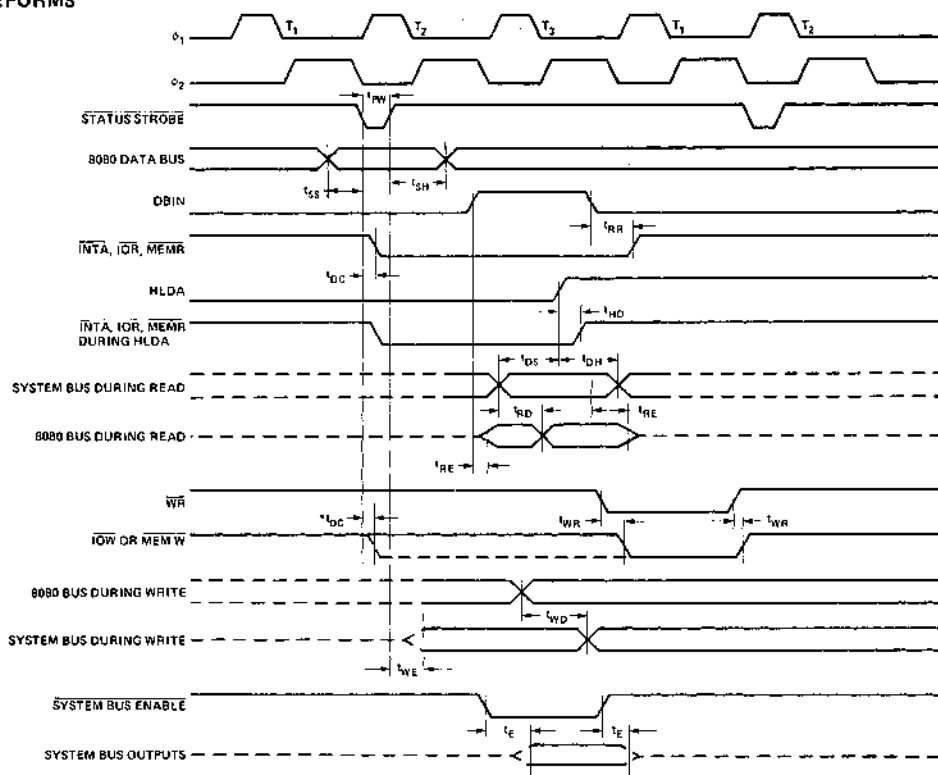 EFORMS
ϕ1 T1 T2 T3 T1 T2
ϕ2
tPW
STATUS STROBE
8080 DATA BUS
tSS tSH
DBIN
tRR
INTA, IOR, MEMR
tDC
HLDA
tHD
INTA, IOR, MEMR
DURING HLDA
tDS tDH
SYSTEM BUS DURING READ
tRD tRE
8080 BUS DURING READ
tRE
WR
*tDC tWR tWR
IOW OR MEM W
8080 BUS DURING WRITE
tWD
SYSTEM BUS DURING WRITE
tWE
SYSTEM BUS ENABLE
tE tE
SYSTEM BUS OUTPUTS